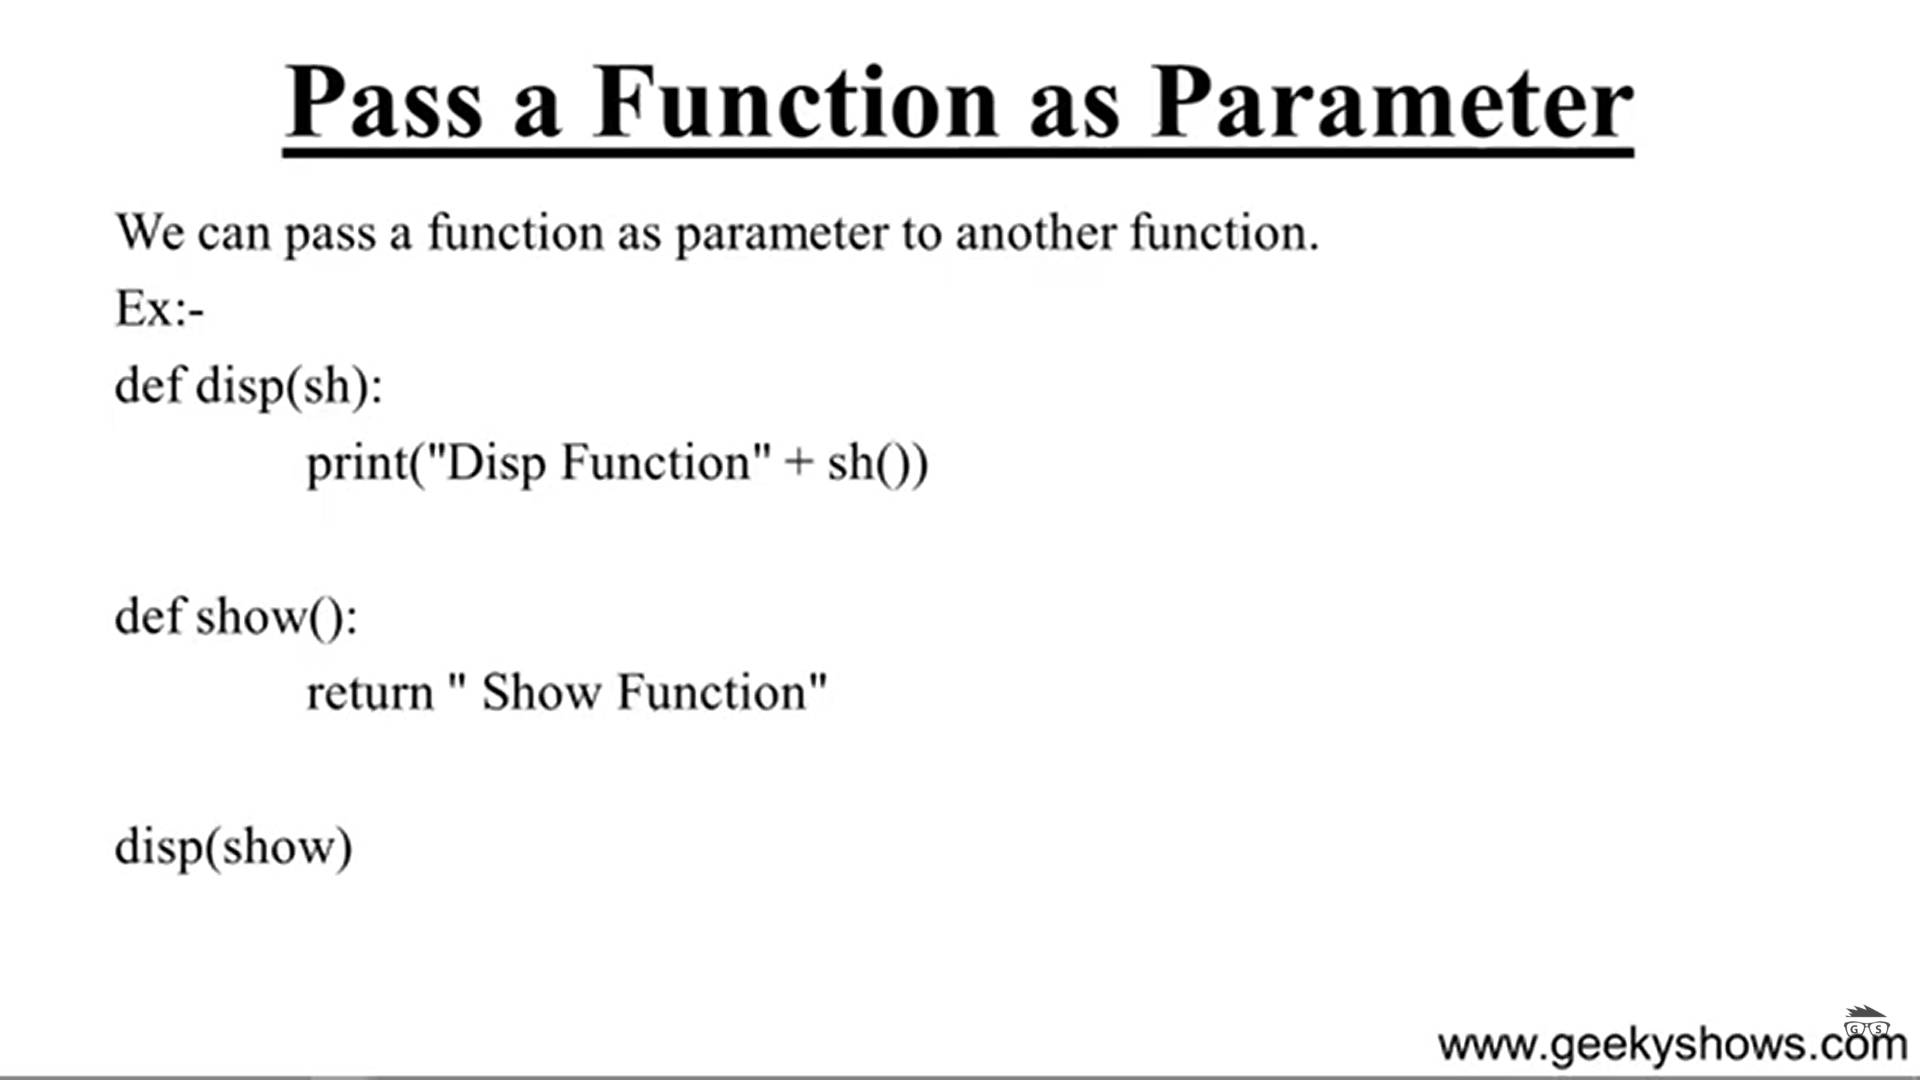 Pass a Function as Parameter
We can pass a function as parameter to another function.
Ex:-
def disp(sh):
print("Disp Function" + sh())
def show():
return " Show Function"
disp(show)
G S
www.geekyshows.com